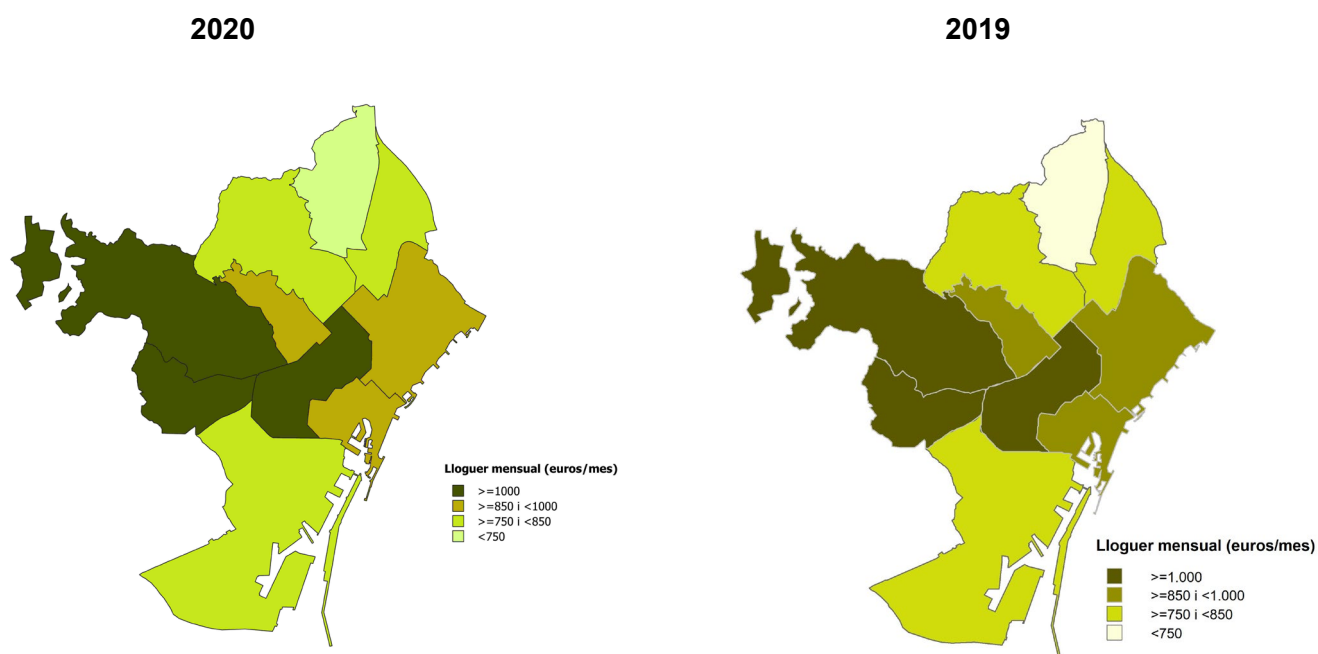 2020
2019
Lloguer mensual (euros/mes)
>=1000
>=850 i <1000
>=750 i <850
<750
Lloguer mensual (euros/mes)
>=1.000
>=850 i <1.000
>=750 i <850
<750